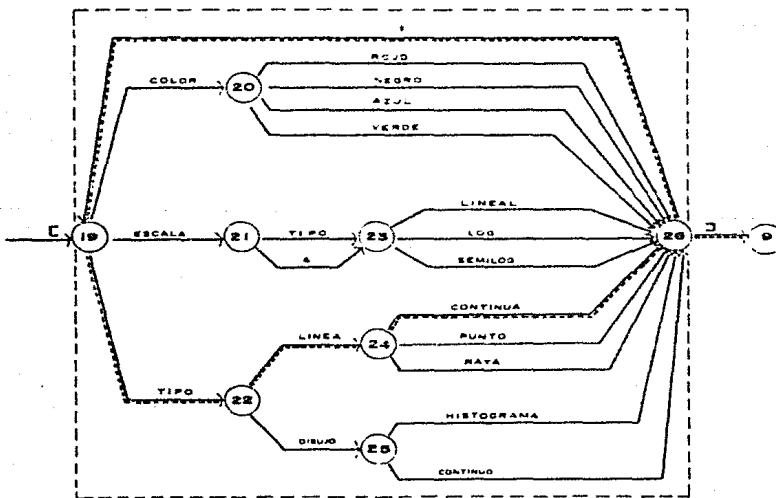 ROJO
COLOR
20
NEGRO
AZUL
VERDE
[
19
ESCALA
21
TIPO
&
23
LINEAL
LOG
SEMILOG
26
]
9
CONTINUA
LINEA
24
PUNTO
RAYA
TIPO
22
HISTOGRAMA
DIBUJO
25
CONTINUO